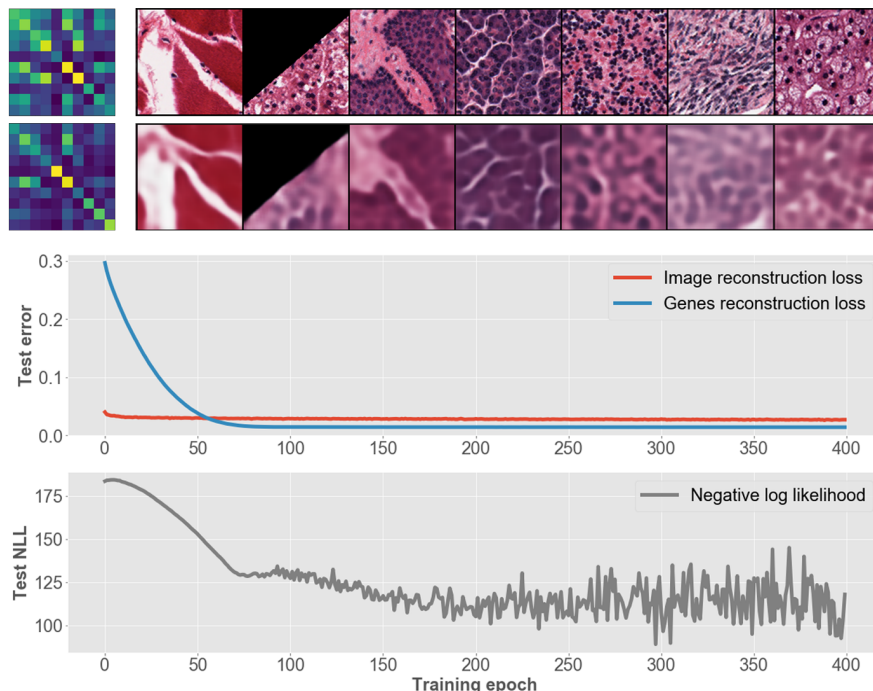 0.3
0.2
0.1
0.0
Test error
Image reconstruction loss
Genes reconstruction loss
0 50 100 150 200 250 300 350 400
175
150
125
100
Test NLL
Negative log likelihood
0 50 100 150 200 250 300 350 400
Training epoch